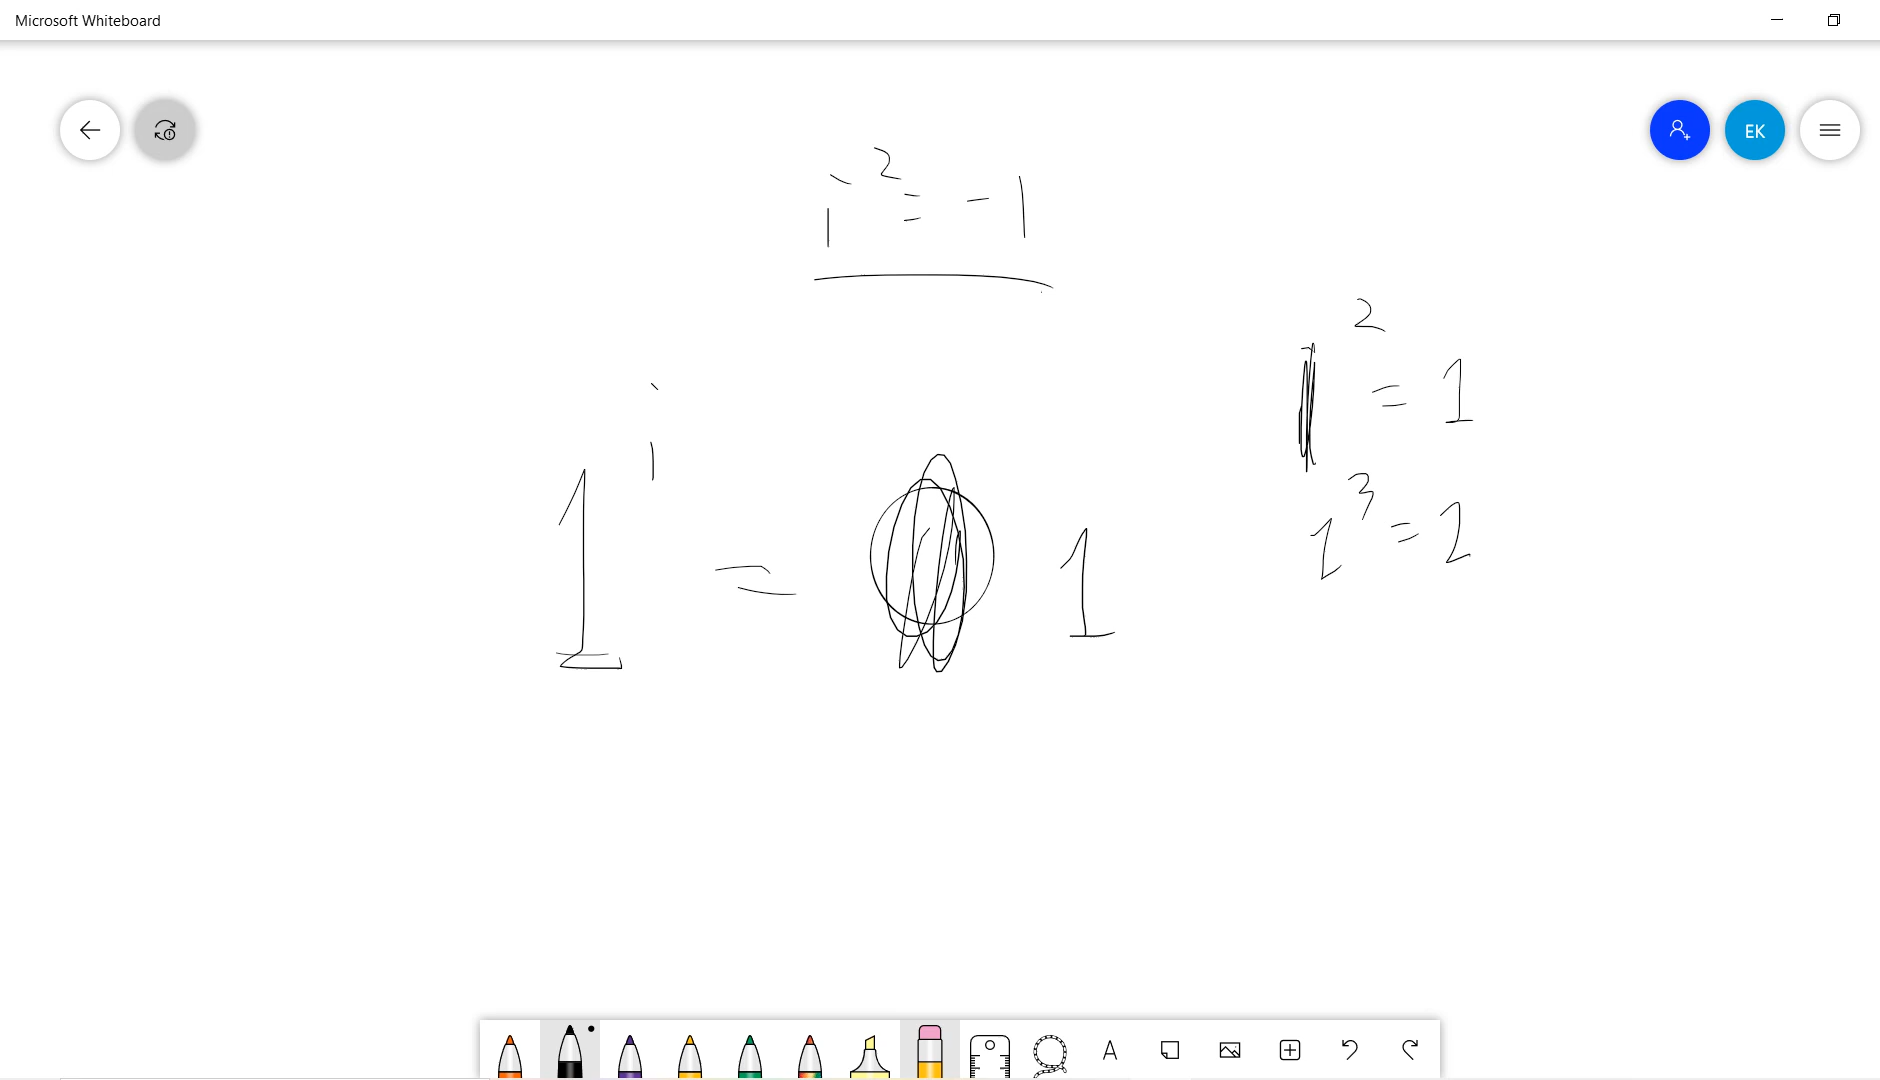 Microsoft Whiteboard
EK
i² = -1
1² = 1
1ⁱ = 1
1³ = 1
A